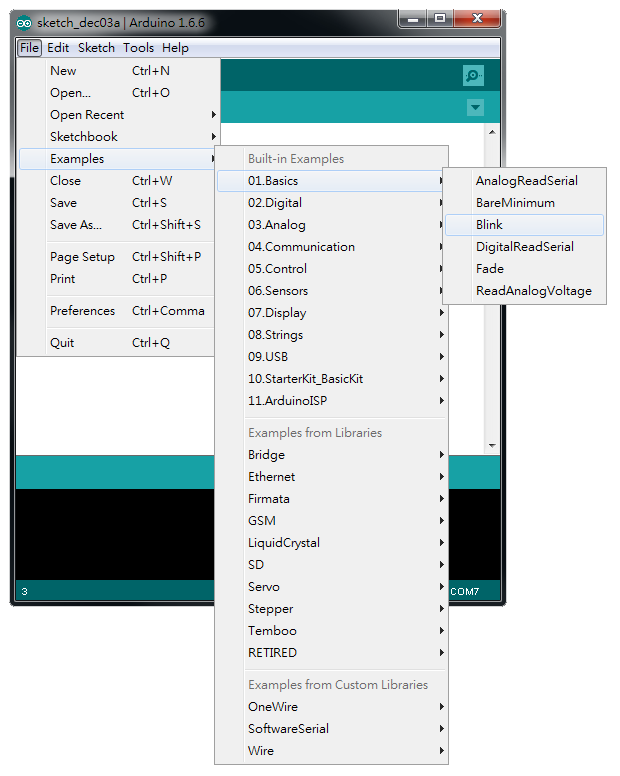 sketch_dec03a | Arduino 1.6.6
File Edit Sketch Tools Help
New Ctrl+N
Open... Ctrl+O
Open Recent
Sketchbook
Examples
Close Ctrl+W
Save Ctrl+S
Save As... Ctrl+Shift+S
Page Setup Ctrl+Shift+P
Print Ctrl+P
Preferences Ctrl+Comma
Quit Ctrl+Q
Built-in Examples
01.Basics
02.Digital
03.Analog
04.Communication
05.Control
06.Sensors
07.Display
08.Strings
09.USB
10.StarterKit_BasicKit
11.ArduinoISP
Examples from Libraries
Bridge
Ethernet
Firmata
GSM
LiquidCrystal
SD
Servo
Stepper
Temboo
RETIRED
Examples from Custom Libraries
OneWire
SoftwareSerial
Wire
AnalogReadSerial
BareMinimum
Blink
DigitalReadSerial
Fade
ReadAnalogVoltage
3
COM7